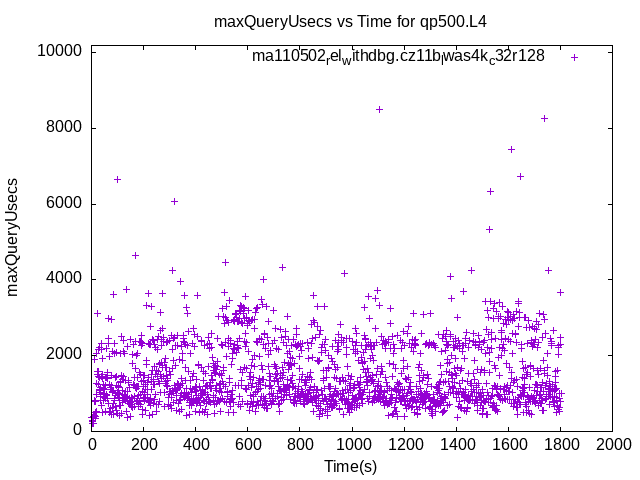 maxQueryUsecs vs Time for qp500.L4
ma110502_rel_withdbg.cz11b_lwas4k_c32r128
10000
8000
6000
4000
2000
0
maxQueryUsecs
0 200 400 600 800 1000 1200 1400 1600 1800 2000
Time(s)